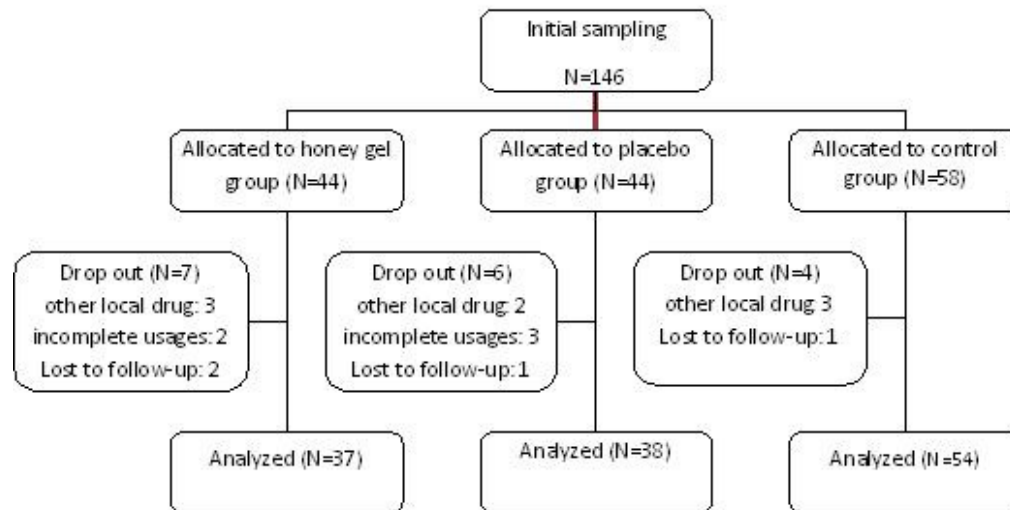 Initial sampling
N=146
Allocated to honey gel
group (N=44)
Allocated to placebo
group (N=44)
Allocated to control
group (N=58)
Drop out (N=7)
other local drug: 3
incomplete usages: 2
Lost to follow-up: 2
Drop out (N=6)
other local drug: 2
incomplete usages: 3
Lost to follow-up: 1
Drop out (N=4)
other local drug 3
Lost to follow-up: 1
Analyzed (N=37)
Analyzed (N=38)
Analyzed (N=54)